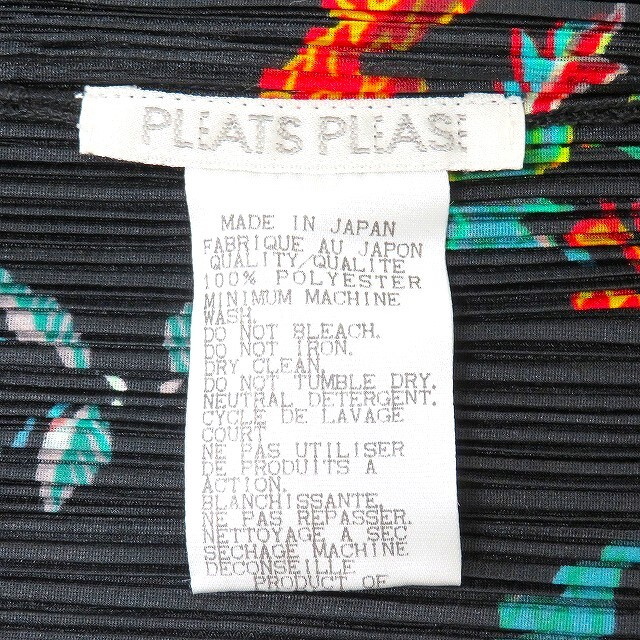 PLEATS PLEASE
MADE IN JAPAN
FABRIQUE AU JAPON
QUALITY/QUALITE
100% POLYESTER
MINIMUM MACHINE
WASH.
DO NOT BLEACH.
DO NOT IRON.
DRY CLEAN.
DO NOT TUMBLE DRY.
NEUTRAL DETERGENT.
CYCLE DE LAVAGE
COURT
NE PAS UTILISER
DE PRODUITS A
ACTION.
BLANCHISSANTE.
NE PAS REPASSER.
NETTOYAGE A SEC
SECHAGE MACHINE
DECONSEILLE
PRODUCT OF